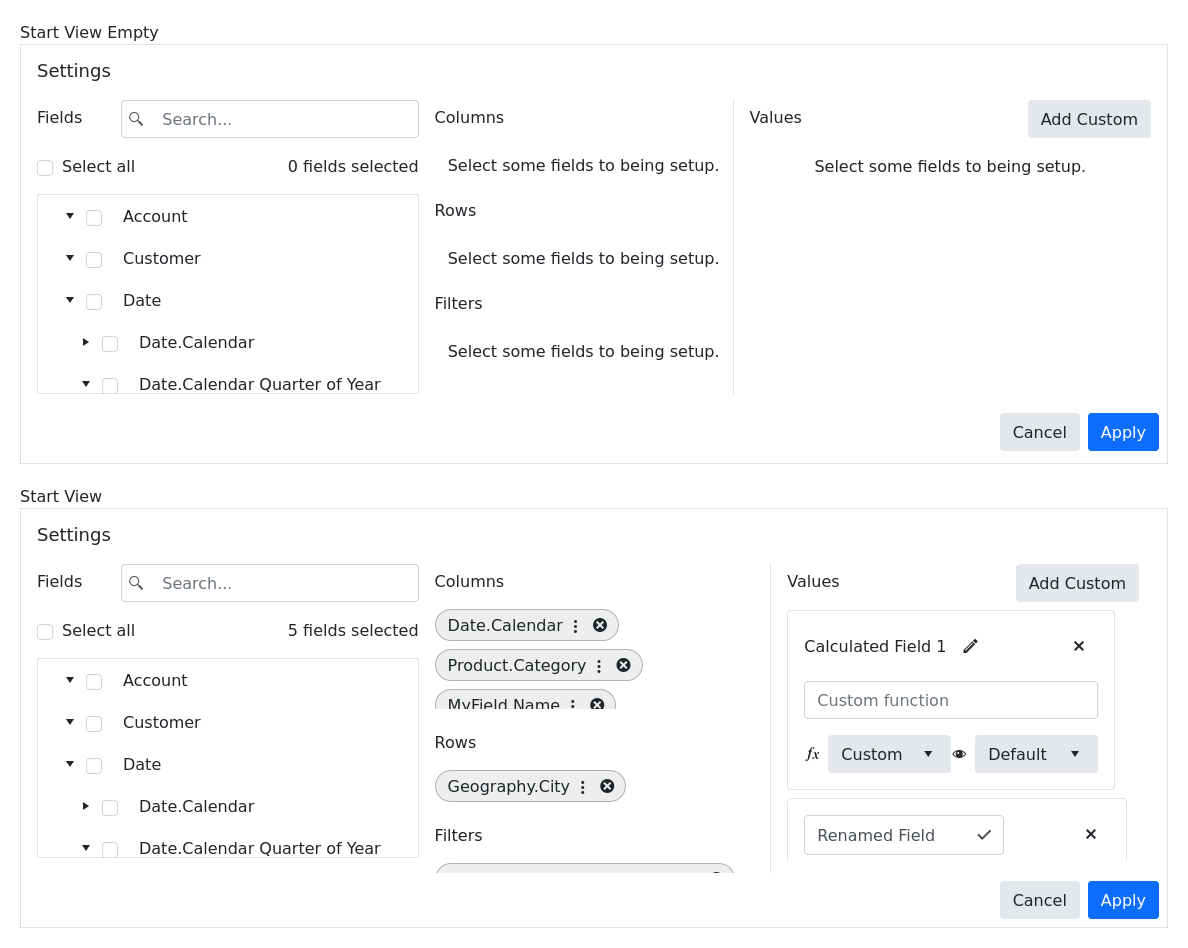 Start View Empty
Settings
Fields
Search...
Select all
0 fields selected
Account
Customer
Date
Date.Calendar
Date.Calendar Quarter of Year
Columns
Select some fields to being setup.
Rows
Select some fields to being setup.
Filters
Select some fields to being setup.
Values
Add Custom
Select some fields to being setup.
Cancel
Apply
Start View
Settings
Fields
Search...
Select all
5 fields selected
Account
Customer
Date
Date.Calendar
Date.Calendar Quarter of Year
Columns
Date.Calendar
Product.Category
MyField.Name
Rows
Geography.City
Filters
Values
Add Custom
Calculated Field 1
Custom function
fx
Custom
Default
Renamed Field
Cancel
Apply